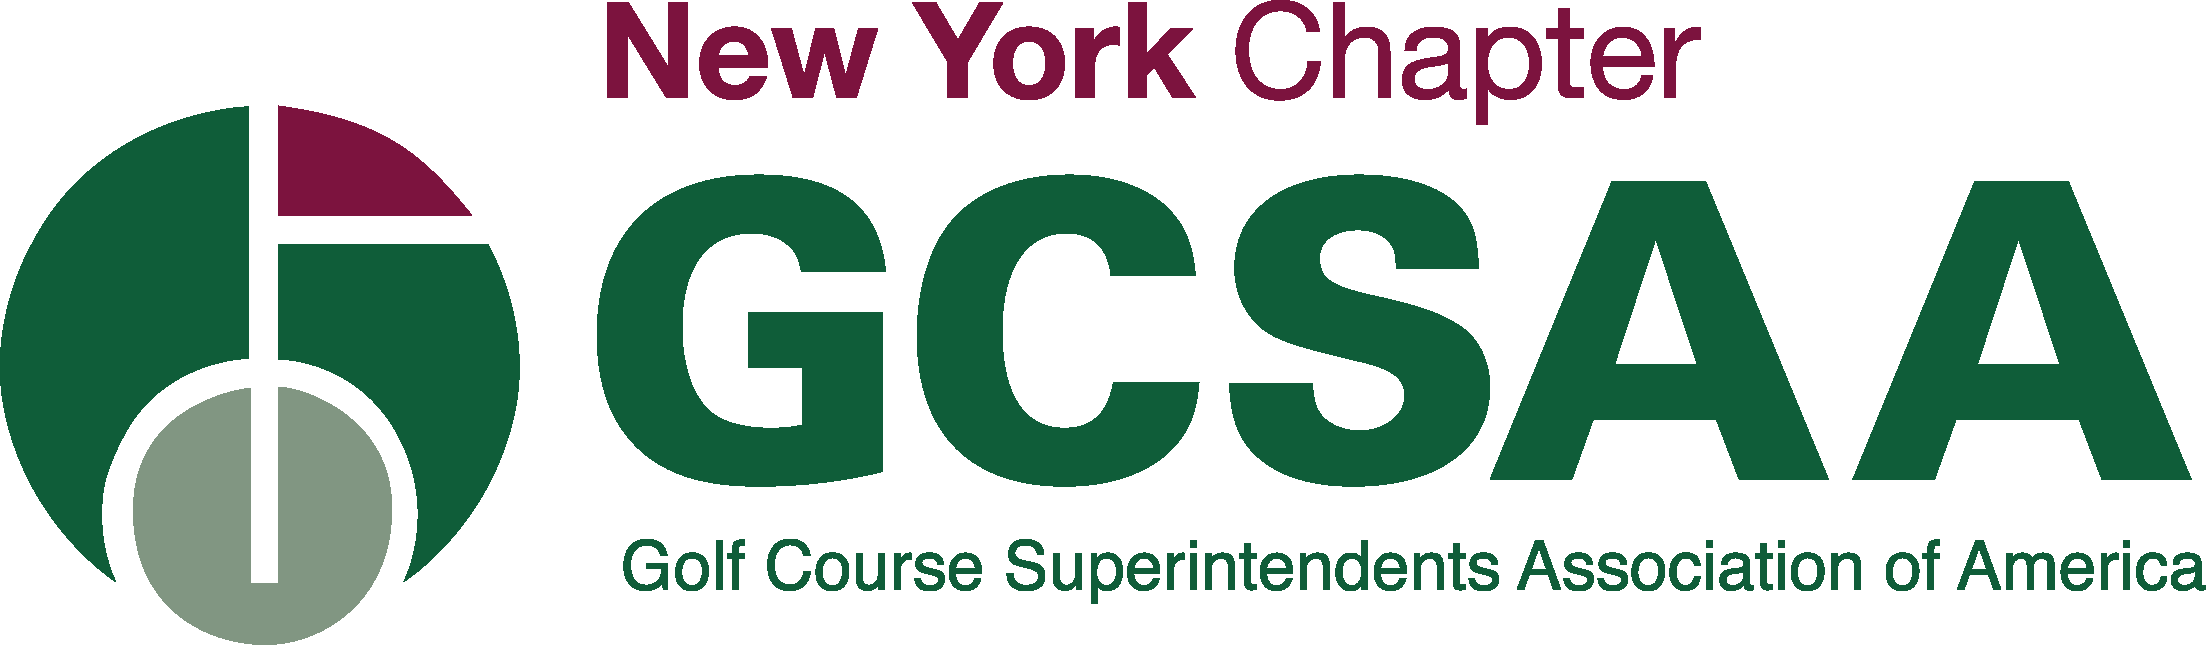 New York Chapter
GCSAA
Golf Course Superintendents Association of America